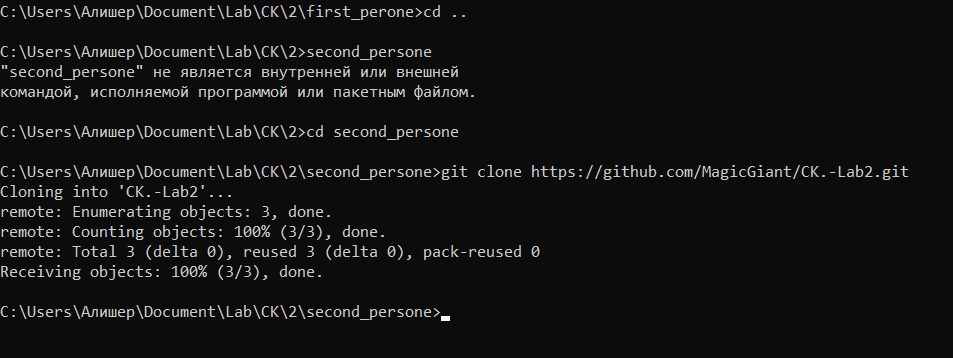 C:\Users\Алишер\Document\Lab\CK\2\first_perone>cd ..
C:\Users\Алишер\Document\Lab\CK\2>second_persone
"second_persone" не является внутренней или внешней
командой, исполняемой программой или пакетным файлом.
C:\Users\Алишер\Document\Lab\CK\2>cd second_persone
C:\Users\Алишер\Document\Lab\CK\2\second_persone>git clone https://github.com/MagicGiant/CK.-Lab2.git
Cloning into 'CK.-Lab2'...
remote: Enumerating objects: 3, done.
remote: Counting objects: 100% (3/3), done.
remote: Total 3 (delta 0), reused 3 (delta 0), pack-reused 0
Receiving objects: 100% (3/3), done.
C:\Users\Алишер\Document\Lab\CK\2\second_persone>